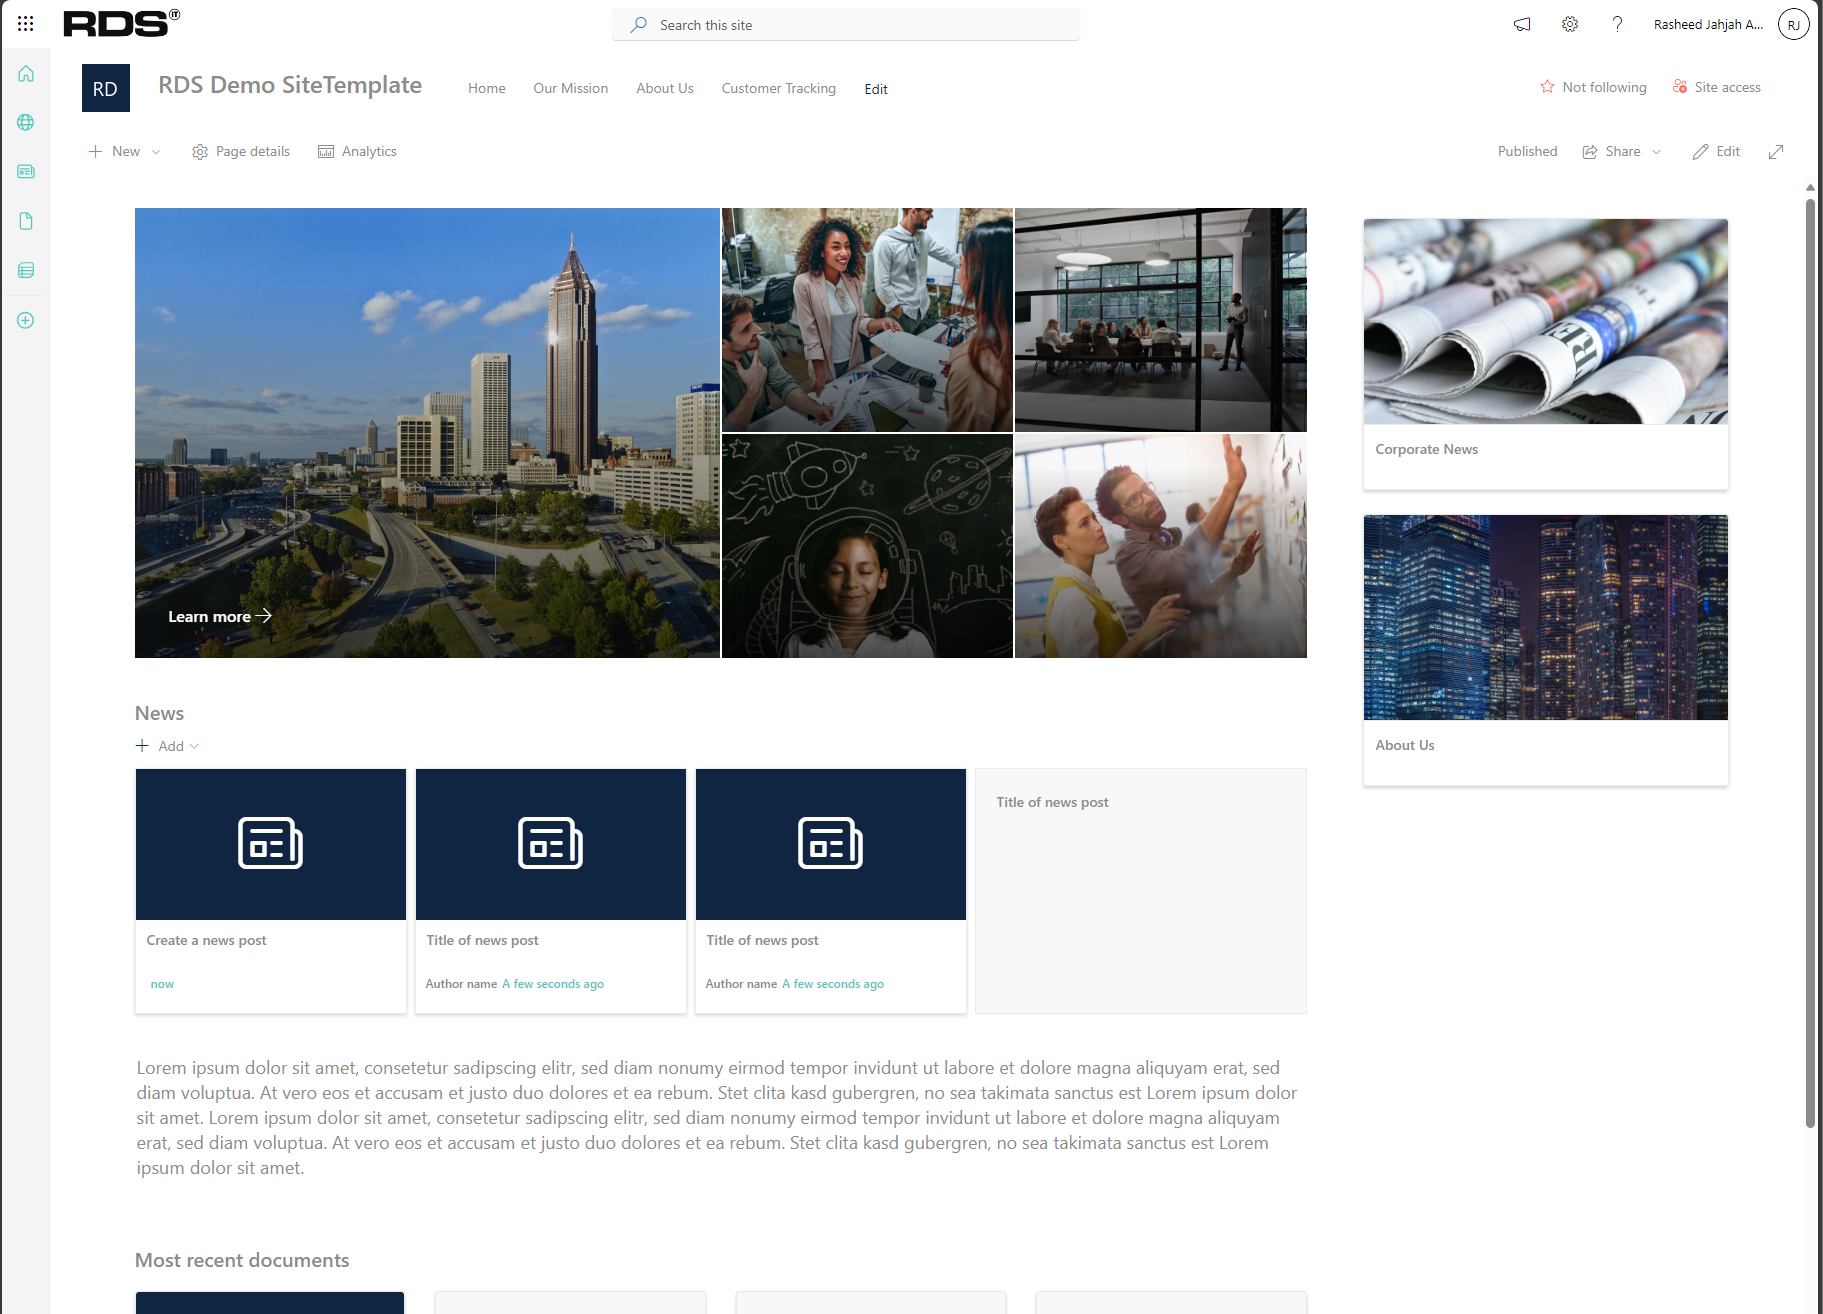 RDS IT
Search this site
Rasheed Jahjah A...
RJ
RD
RDS Demo SiteTemplate
Home
Our Mission
About Us
Customer Tracking
Edit
Not following
Site access
New
Page details
Analytics
Published
Share
Edit
Learn more
Corporate News
About Us
News
Add
Create a news post
now
Title of news post
Author name A few seconds ago
Title of news post
Author name A few seconds ago
Title of news post
Lorem ipsum dolor sit amet, consetetur sadipscing elitr, sed diam nonumy eirmod tempor invidunt ut labore et dolore magna aliquyam erat, sed
diam voluptua. At vero eos et accusam et justo duo dolores et ea rebum. Stet clita kasd gubergren, no sea takimata sanctus est Lorem ipsum dolor
sit amet. Lorem ipsum dolor sit amet, consetetur sadipscing elitr, sed diam nonumy eirmod tempor invidunt ut labore et dolore magna aliquyam
erat, sed diam voluptua. At vero eos et accusam et justo duo dolores et ea rebum. Stet clita kasd gubergren, no sea takimata sanctus est Lorem
ipsum dolor sit amet.
Most recent documents